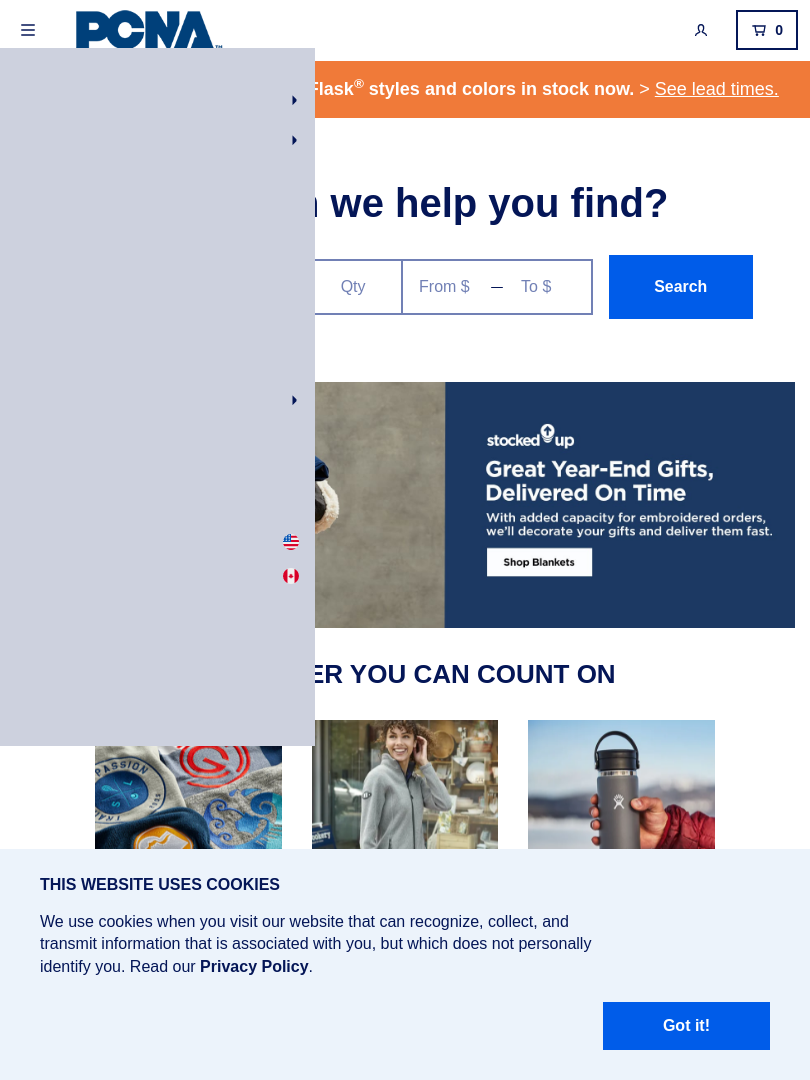 PCNA™
0
Flask® styles and colors in stock now. > See lead times.
we help you find?
Qty
From $ — To $
Search
stocked up
Great Year-End Gifts,
Delivered On Time
With added capacity for embroidered orders,
we'll decorate your gifts and deliver them fast.
Shop Blankets
ER YOU CAN COUNT ON
PASSION
THIS WEBSITE USES COOKIES
We use cookies when you visit our website that can recognize, collect, and
transmit information that is associated with you, but which does not personally
identify you. Read our Privacy Policy.
Got it!